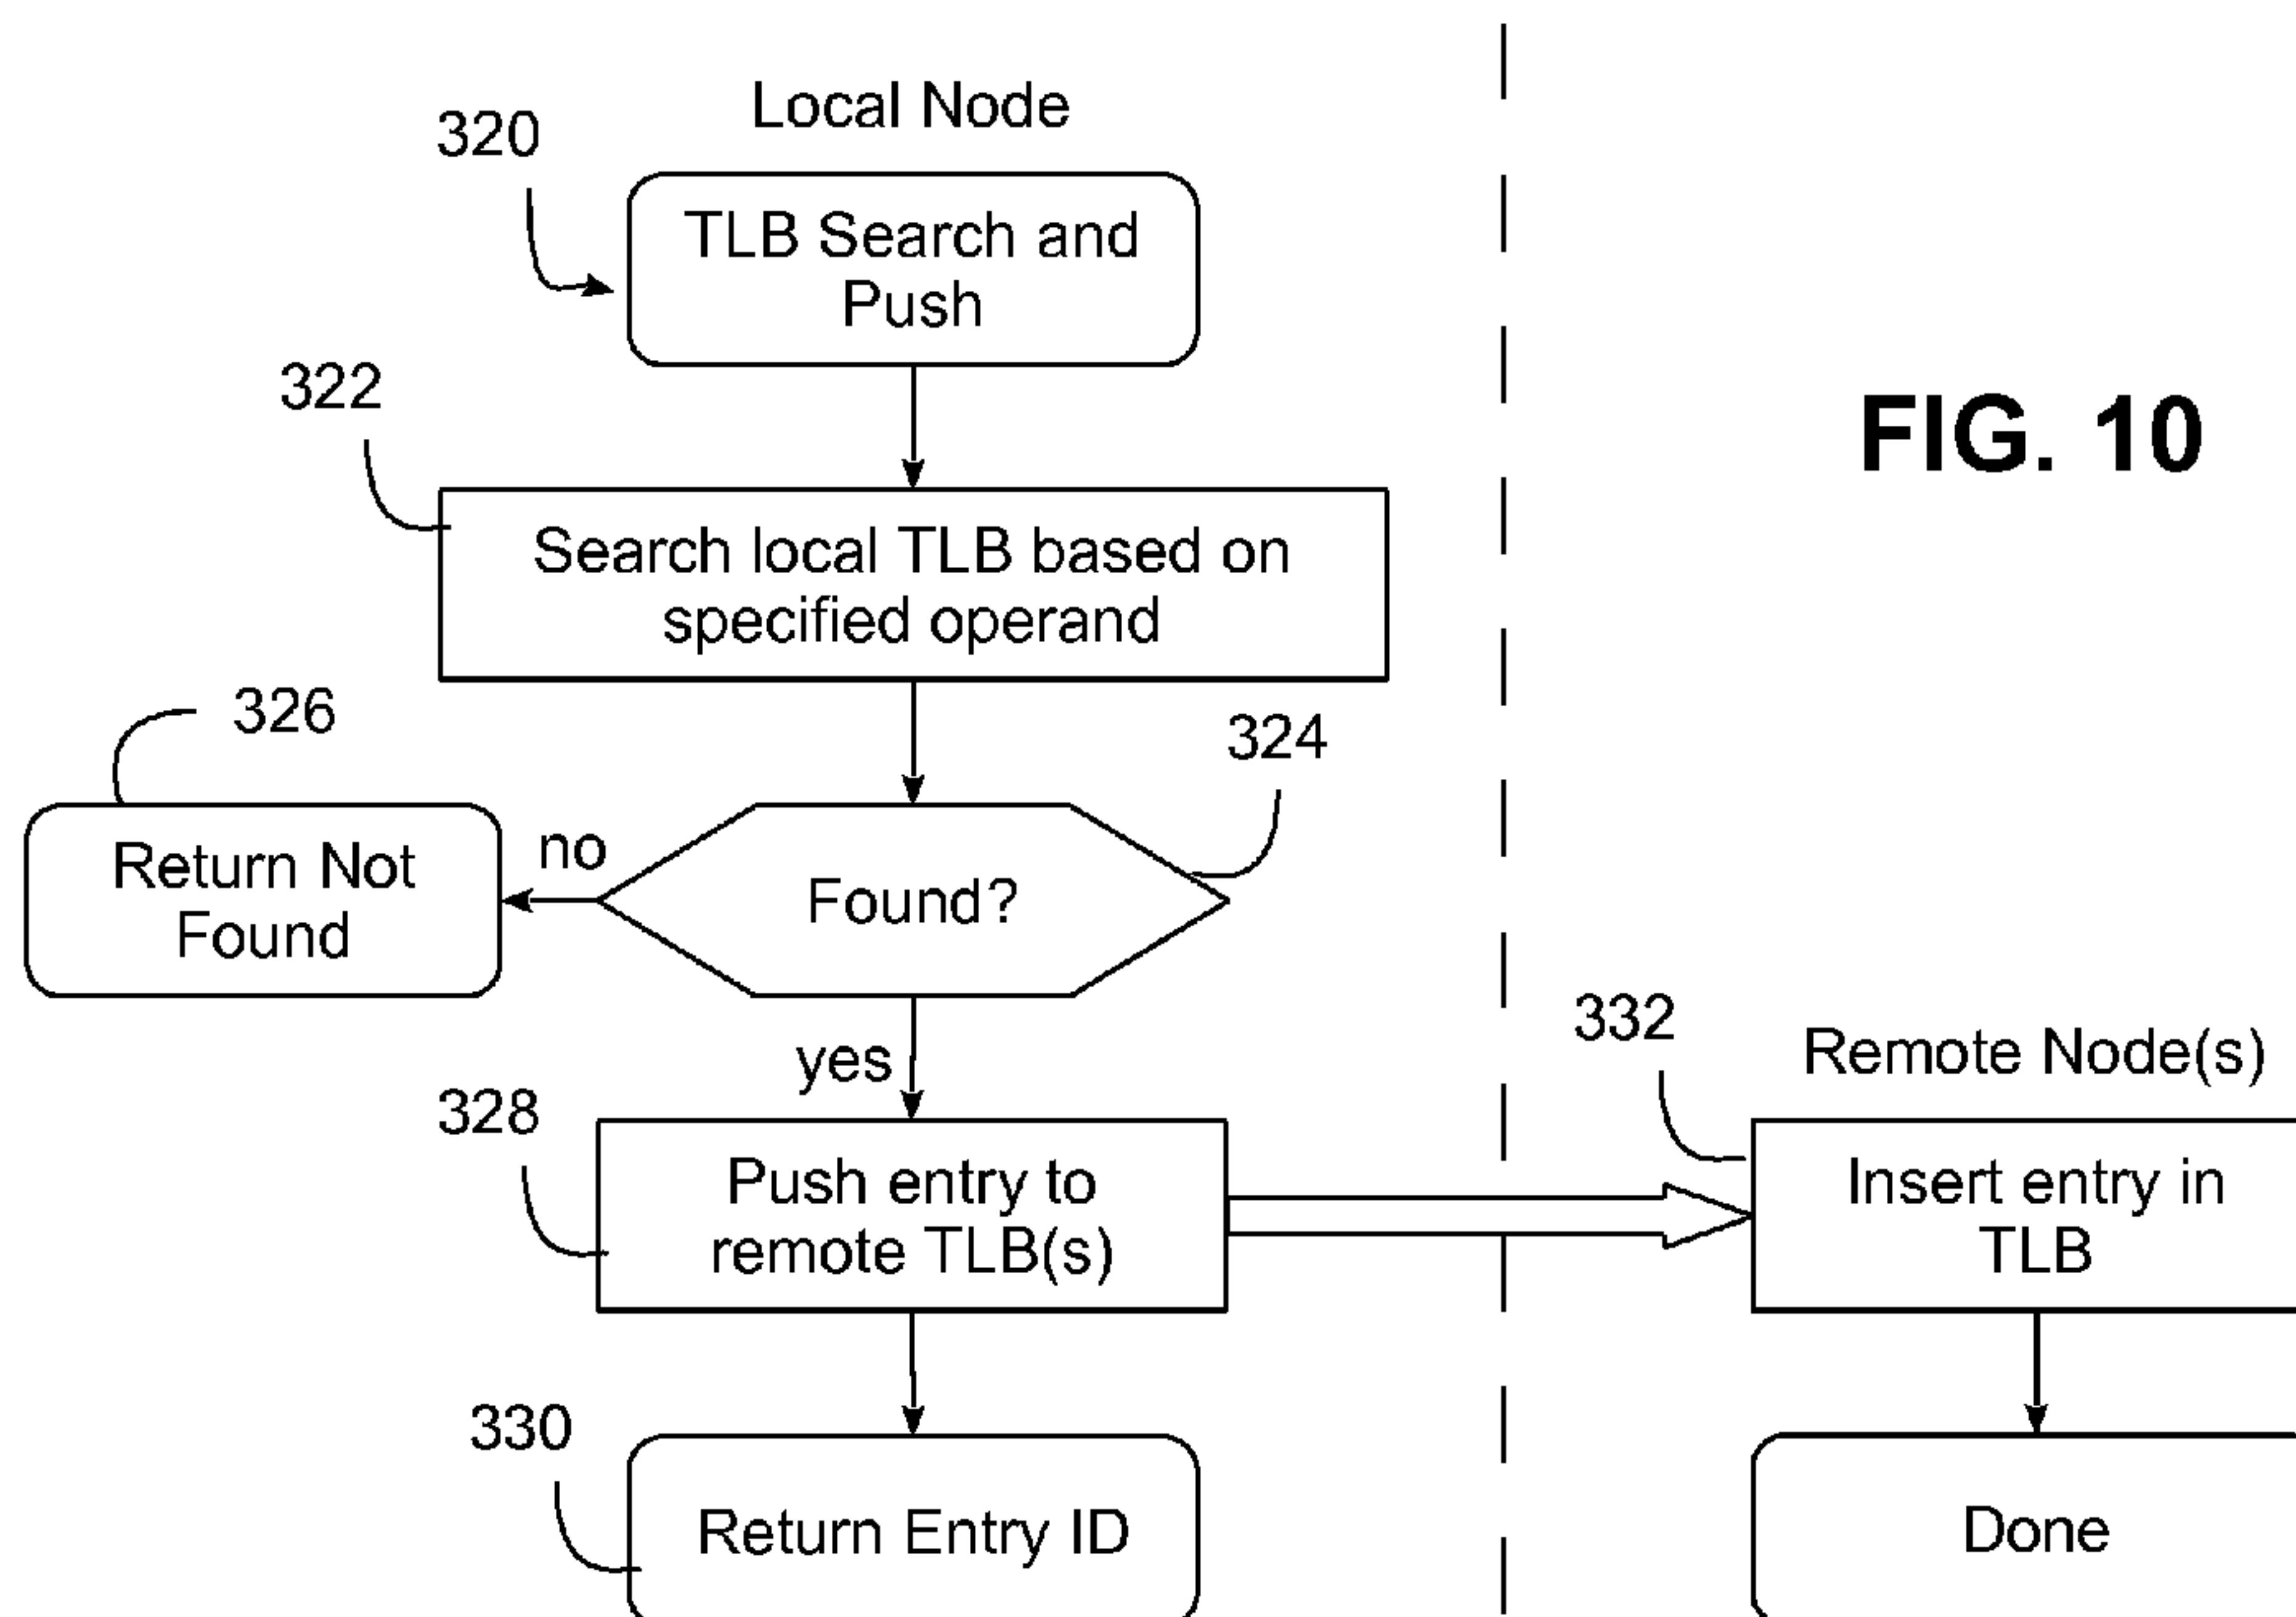 Local Node
320
TLB Search and
Push
322
FIG. 10
Search local TLB based on
specified operand
326
324
Return Not
Found
no
Found?
yes
332
Remote Node(s)
328
Push entry to
remote TLB(s)
Insert entry in
TLB
330
Return Entry ID
Done